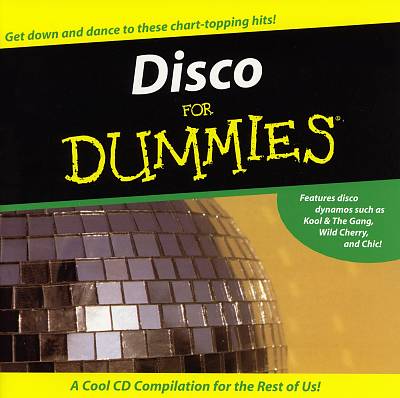 Get down and dance to these chart-topping hits!
Disco
FOR
DUMMIES®
Features disco
dynamos such as
Kool & The Gang,
Wild Cherry,
and Chic!
A Cool CD Compilation for the Rest of Us!